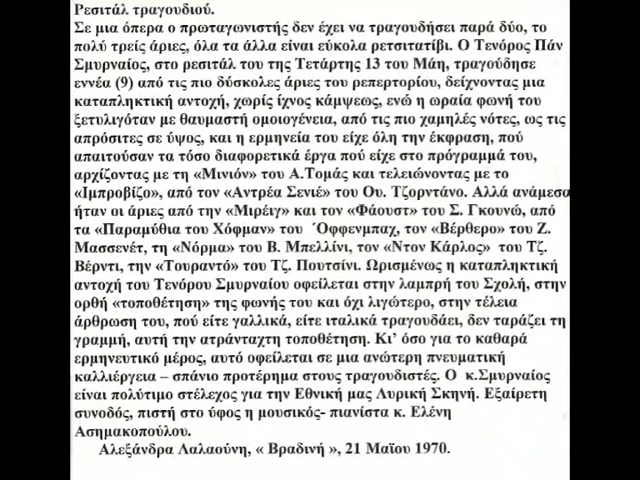 Ρεσιτάλ τραγουδιού.
Σε μια όπερα ο πρωταγωνιστής δεν έχει να τραγουδήσει παρά δύο, το
πολύ τρείς άριες, όλα τα άλλα είναι εύκολα ρετσιτατίβι. Ο Τενόρος Πάν
Σμυρναίος, στο ρεσιτάλ του της Τετάρτης 13 του Μάη, τραγούδησε
εννέα (9) από τις πιο δύσκολες άριες του ρεπερτορίου, δείχνοντας μια
καταπληκτική αντοχή, χωρίς ίχνος κάμψεως, ενώ η ωραία φωνή του
ξετυλιγόταν με θαυμαστή ομοιογένεια, από τις πιο χαμηλές νότες, ως τις
απρόσιτες σε ύψος, και η ερμηνεία του είχε όλη την έκφραση, πού
απαιτούσαν τα τόσο διαφορετικά έργα πού είχε στο πρόγραμμά του,
αρχίζοντας με τη «Μινιόν» του Α.Τομάς και τελειώνοντας με το
«Ιμπροβίζο», από τον «Αντρέα Σενιέ» του Ου. Τζορντάνο. Αλλά ανάμεσα
ήταν οι άριες από την «Μιρέιγ» και τον «Φάουστ» του Σ. Γκουνώ, από
τα «Παραμύθια του Χόφμαν» του ΄Οφφενμπαχ, τον «Βέρθερο» του Ζ.
Μασσενέτ, τη «Νόρμα» του Β. Μπελλίνι, τον «Ντον Κάρλος» του Τζ.
Βέρντι, την «Τουραντό» του Τζ. Πουτσίνι. Ωρισμένως η καταπληκτική
αντοχή του Τενόρου Σμυρναίου οφείλεται στην λαμπρή του Σχολή, στην
ορθή «τοποθέτηση» της φωνής του και όχι λιγώτερο, στην τέλεια
άρθρωση του, πού είτε γαλλικά, είτε ιταλικά τραγουδάει, δεν ταράζει τη
γραμμή, αυτή την ατράνταχτη τοποθέτηση. Κι’ όσο για το καθαρά
ερμηνευτικό μέρος, αυτό οφείλεται σε μια ανώτερη πνευματική
καλλιέργεια – σπάνιο προτέρημα στους τραγουδιστές. Ο κ.Σμυρναίος
είναι πολύτιμο στέλεχος για την Εθνική μας Λυρική Σκηνή. Εξαίρετη
συνοδός, πιστή στο ύφος η μουσικός- πιανίστα κ. Ελένη
Ασημακοπούλου.
Αλεξάνδρα Λαλαούνη, « Βραδινή », 21 Μαΐου 1970.